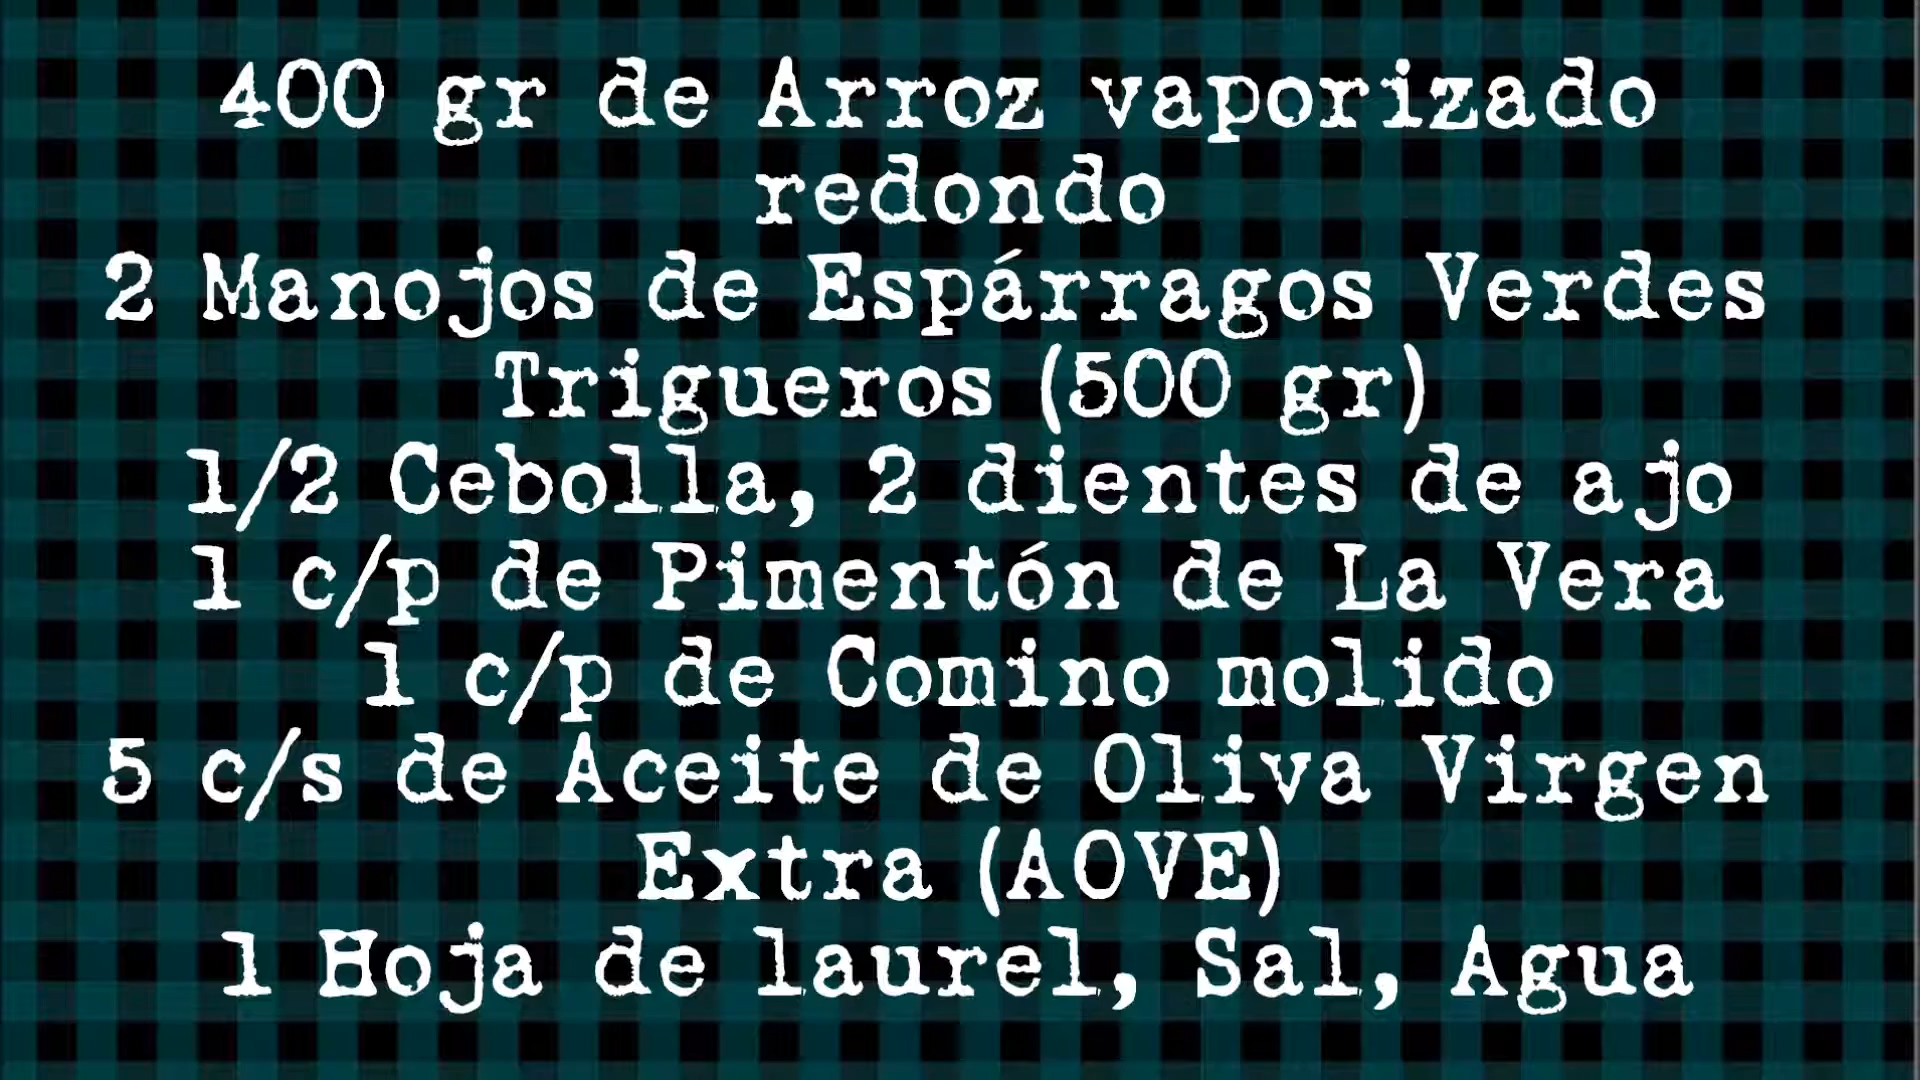 400 gr de Arroz vaporizado
redondo
2 Manojos de Espárragos Verdes
Trigueros (500 gr)
1/2 Cebolla, 2 dientes de ajo
1 c/p de Pimentón de La Vera
1 c/p de Comino molido
5 c/s de Aceite de Oliva Virgen
Extra (AOVE)
1 Hoja de laurel, Sal, Agua